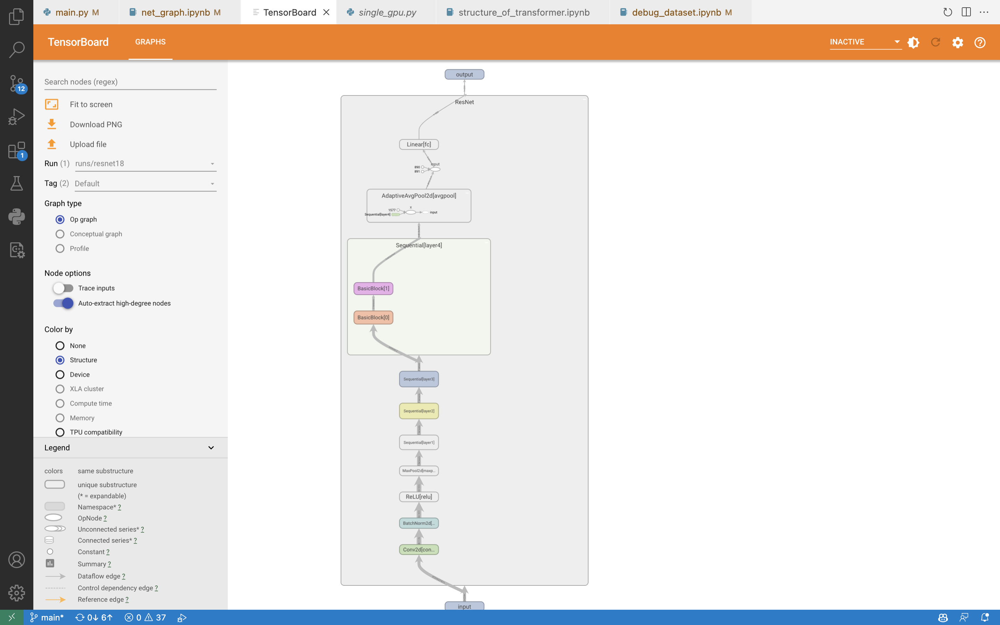 main.py M
net_graph.ipynb M
TensorBoard
single_gpu.py
structure_of_transformer.ipynb
debug_dataset.ipynb M
TensorBoard
GRAPHS
INACTIVE
12
1
Search nodes (regex)
Fit to screen
Download PNG
Upload file
Run (1) runs/resnet18
Tag (2) Default
Graph type
Op graph
Conceptual graph
Profile
Node options
Trace inputs
Auto-extract high-degree nodes
Color by
None
Structure
Device
XLA cluster
Compute time
Memory
TPU compatibility
Legend
colors same substructure
unique substructure
(* = expandable)
Namespace* ?
OpNode ?
Unconnected series* ?
Connected series* ?
Constant ?
Summary ?
Dataflow edge ?
Control dependency edge ?
Reference edge ?
output
ResNet
Linear[fc]
input
890
891
AdaptiveAvgPool2d[avgpool]
x
1577
Sequential[layer4]
input
Sequential[layer4]
BasicBlock[1]
BasicBlock[0]
Sequential[layer3]
Sequential[layer2]
Sequential[layer1]
MaxPool2d[maxp...
ReLU[relu]
BatchNorm2d[...
Conv2d[con...
input
main*
0↓ 6↑
0
37